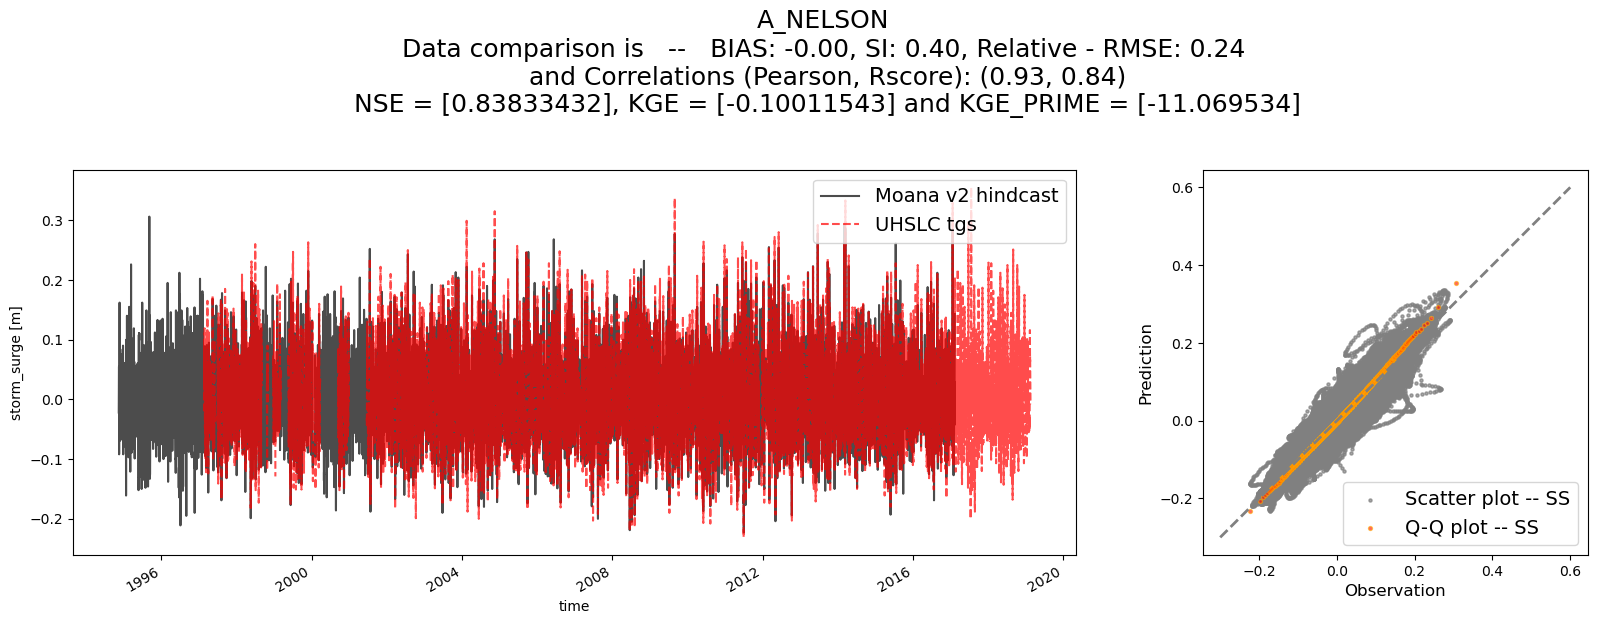 A_NELSON
Data comparison is   --   BIAS: -0.00, SI: 0.40, Relative - RMSE: 0.24
and Correlations (Pearson, Rscore): (0.93, 0.84)
NSE = [0.83833432], KGE = [-0.10011543] and KGE_PRIME = [-11.069534]
storm_surge [m]
0.3
0.2
0.1
0.0
−0.1
−0.2
Moana v2 hindcast
UHSLC tgs
1996
2000
2004
2008
2012
2016
2020
time
Prediction
0.6
0.4
0.2
0.0
−0.2
Scatter plot -- SS
Q-Q plot -- SS
−0.2
0.0
0.2
0.4
0.6
Observation